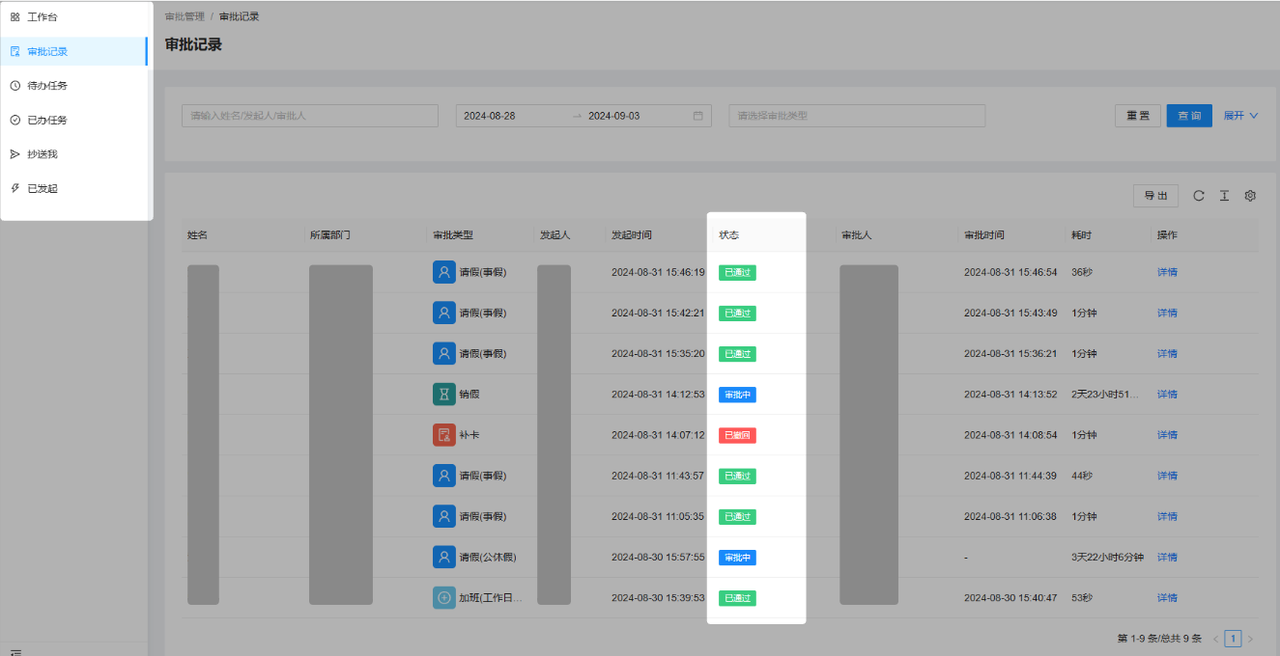 工作台
审批记录
待办任务
已办任务
抄送我
已发起
审批管理 / 审批记录
审批记录
请输入姓名/发起人/审批人 2024-08-28 → 2024-09-03 请选择审批类型 重 置 查 询 展开
导 出
姓名 所属部门 审批类型 发起人 发起时间 状态 审批人 审批时间 耗时 操作
请假(事假) 2024-08-31 15:46:19 已通过 2024-08-31 15:46:54 36秒 详情
请假(事假) 2024-08-31 15:42:21 已通过 2024-08-31 15:43:49 1分钟 详情
请假(事假) 2024-08-31 15:35:20 已通过 2024-08-31 15:36:21 1分钟 详情
销假 2024-08-31 14:12:53 审批中 2024-08-31 14:13:52 2天23小时51... 详情
补卡 2024-08-31 14:07:12 已撤回 2024-08-31 14:08:54 1分钟 详情
请假(事假) 2024-08-31 11:43:57 已通过 2024-08-31 11:44:39 44秒 详情
请假(事假) 2024-08-31 11:05:35 已通过 2024-08-31 11:06:38 1分钟 详情
请假(公休假) 2024-08-30 15:57:55 审批中 - 3天22小时6分钟 详情
加班(工作日... 2024-08-30 15:39:53 已通过 2024-08-30 15:40:47 53秒 详情
第 1-9 条/总共 9 条 < 1 >